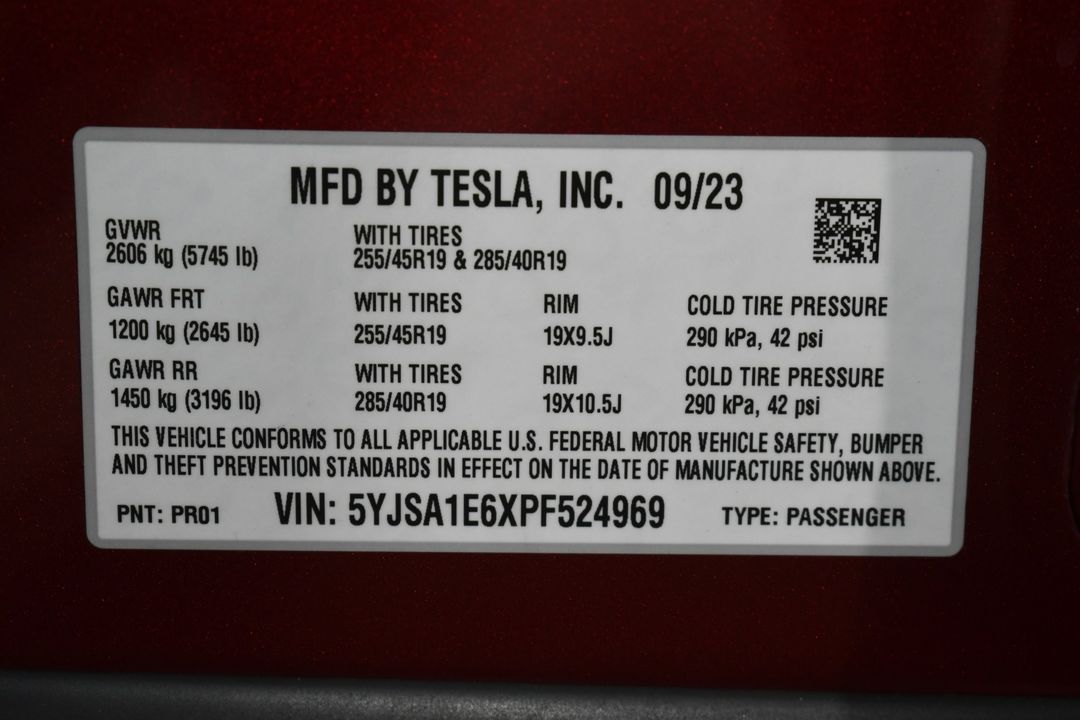 MFD BY TESLA, INC. 09/23
GVWR
2606 kg (5745 lb)
WITH TIRES
255/45R19 & 285/40R19
GAWR FRT WITH TIRES RIM COLD TIRE PRESSURE
1200 kg (2645 lb) 255/45R19 19X9.5J 290 kPa, 42 psi
GAWR RR WITH TIRES RIM COLD TIRE PRESSURE
1450 kg (3196 lb) 285/40R19 19X10.5J 290 kPa, 42 psi
THIS VEHICLE CONFORMS TO ALL APPLICABLE U.S. FEDERAL MOTOR VEHICLE SAFETY, BUMPER
AND THEFT PREVENTION STANDARDS IN EFFECT ON THE DATE OF MANUFACTURE SHOWN ABOVE.
PNT: PR01 VIN: 5YJSA1E6XPF524969 TYPE: PASSENGER